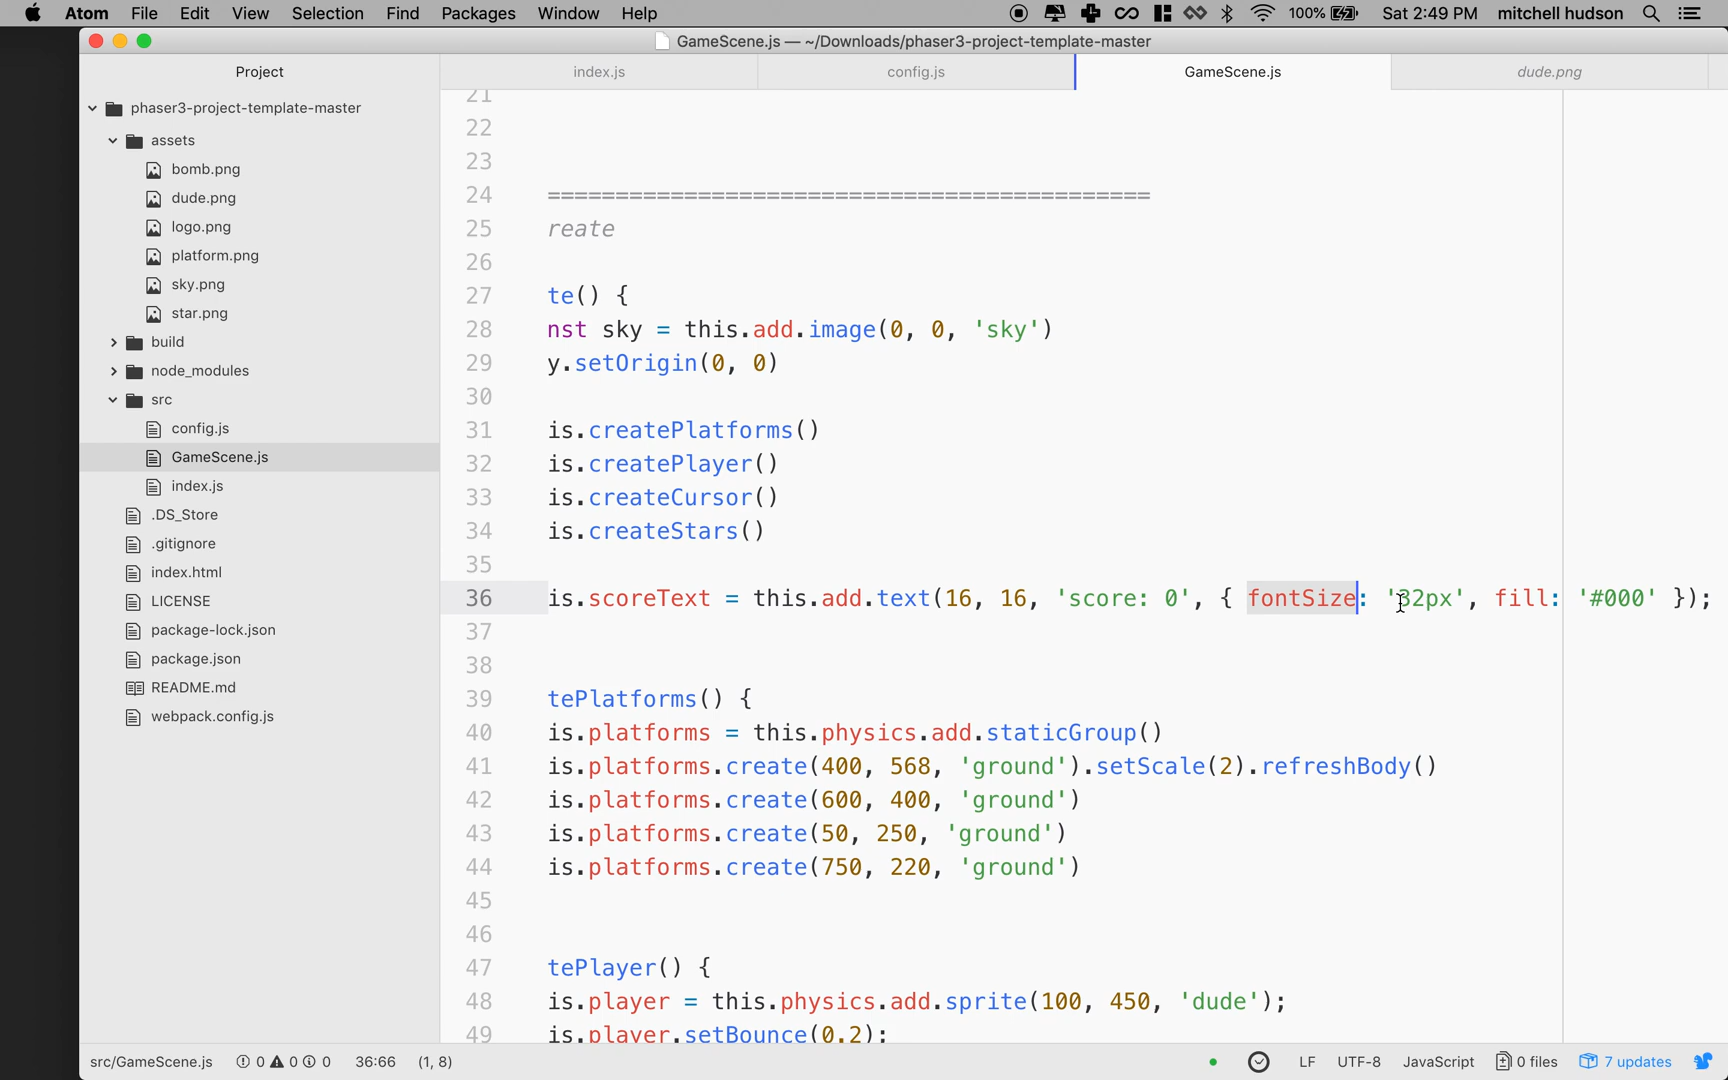 Atom File Edit View Selection Find Packages Window Help 100% Sat 2:49 PM mitchell hudson
GameScene.js — ~/Downloads/phaser3-project-template-master
Project
index.js config.js GameScene.js dude.png
phaser3-project-template-master
assets
bomb.png
dude.png
logo.png
platform.png
sky.png
star.png
build
node_modules
src
config.js
GameScene.js
index.js
.DS_Store
.gitignore
index.html
LICENSE
package-lock.json
package.json
README.md
webpack.config.js
21
22
23
24 ============================================
25 reate
26
27 te() {
28 nst sky = this.add.image(0, 0, 'sky')
29 y.setOrigin(0, 0)
30
31 is.createPlatforms()
32 is.createPlayer()
33 is.createCursor()
34 is.createStars()
35
36 is.scoreText = this.add.text(16, 16, 'score: 0', { fontSize: '32px', fill: '#000' });
37
38
39 tePlatforms() {
40 is.platforms = this.physics.add.staticGroup()
41 is.platforms.create(400, 568, 'ground').setScale(2).refreshBody()
42 is.platforms.create(600, 400, 'ground')
43 is.platforms.create(50, 250, 'ground')
44 is.platforms.create(750, 220, 'ground')
45
46
47 tePlayer() {
48 is.player = this.physics.add.sprite(100, 450, 'dude');
49 is.player.setBounce(0.2);
src/GameScene.js 0 0 0 36:66 (1, 8) LF UTF-8 JavaScript 0 files 7 updates